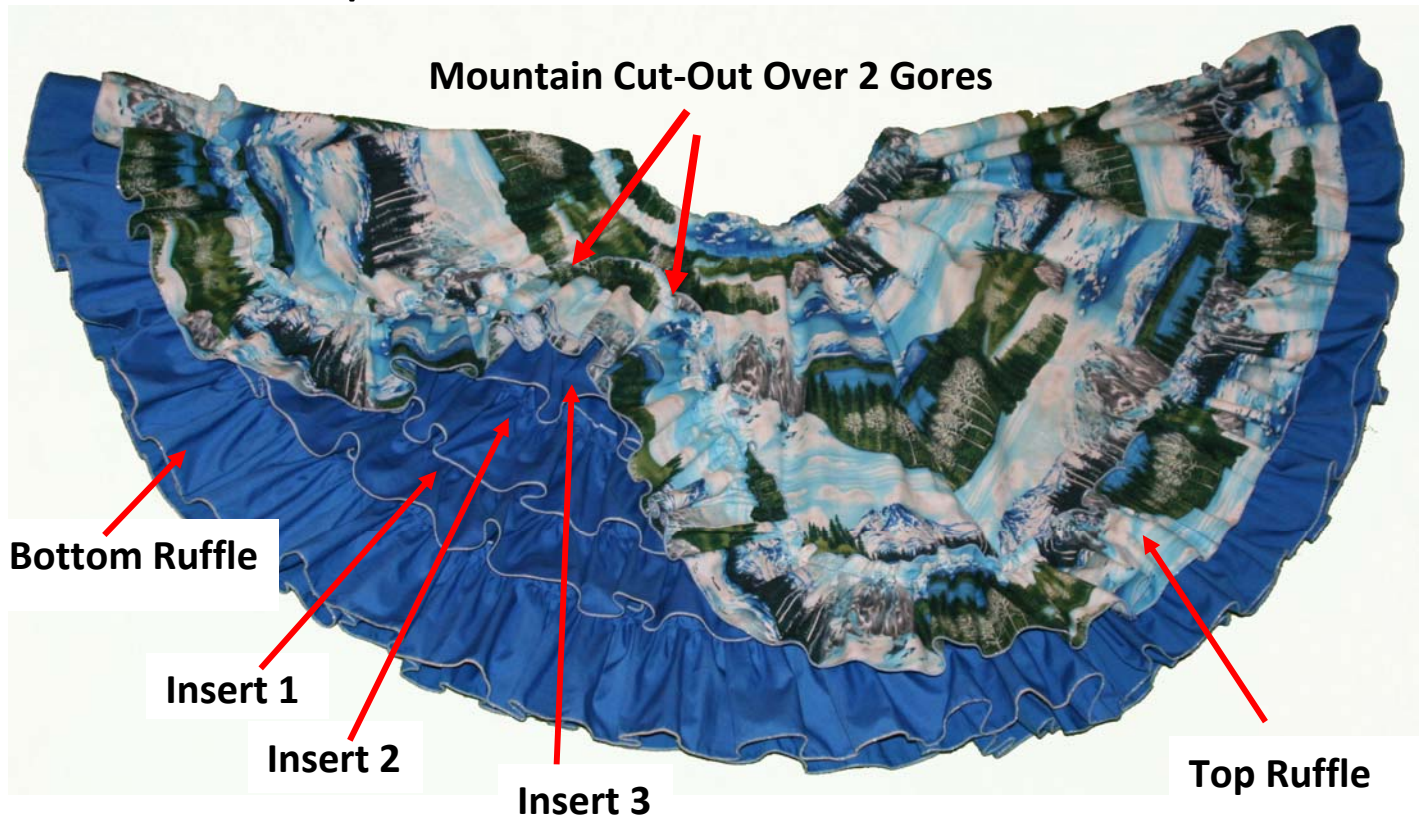 Mountain Cut-Out Over 2 Gores
Bottom Ruffle
Insert 1
Insert 2
Insert 3
Top Ruffle